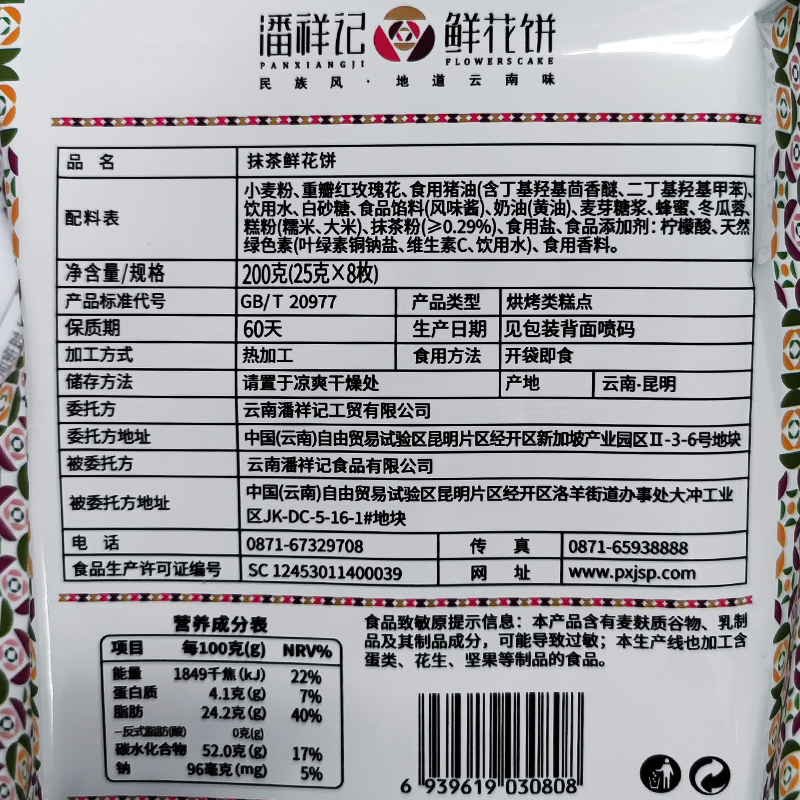 潘祥记 鲜花饼
PANXIANGJI FLOWERSCAKE
民族风·地道云南味
品 名 抹茶鲜花饼
配料表 小麦粉、重瓣红玫瑰花、食用猪油(含丁基羟基茴香醚、二丁基羟基甲苯)、
饮用水、白砂糖、食品馅料(风味酱)、奶油(黄油)、麦芽糖浆、蜂蜜、冬瓜蓉、
糕粉(糯米、大米)、抹茶粉(≥0.29%)、食用盐、食品添加剂：柠檬酸、天然
绿色素(叶绿素铜钠盐、维生素C、饮用水)、食用香料。
净含量/规格 200克(25克×8枚)
产品标准代号 GB/T 20977 产品类型 烘烤类糕点
保质期 60天 生产日期 见包装背面喷码
加工方式 热加工 食用方法 开袋即食
储存方法 请置于凉爽干燥处 产地 云南·昆明
委托方 云南潘祥记工贸有限公司
委托方地址 中国(云南)自由贸易试验区昆明片区经开区新加坡产业园区Ⅱ-3-6号地块
被委托方 云南潘祥记食品有限公司
被委托方地址 中国(云南)自由贸易试验区昆明片区经开区洛羊街道办事处大冲工业
区JK-DC-5-16-1#地块
电 话 0871-67329708 传 真 0871-65938888
食品生产许可证编号 SC 12453011400039 网 址 www.pxjsp.com
营养成分表
项目 每100克(g) NRV%
能量 1849千焦(kJ) 22%
蛋白质 4.1克(g) 7%
脂肪 24.2克(g) 40%
—反式脂肪(酸) 0克(g)
碳水化合物 52.0克(g) 17%
钠 96毫克(mg) 5%
食品致敏原提示信息：本产品含有麦麸质谷物、乳制
品及其制品成分，可能导致过敏；本生产线也加工含
蛋类、花生、坚果等制品的食品。
6 939619 030808